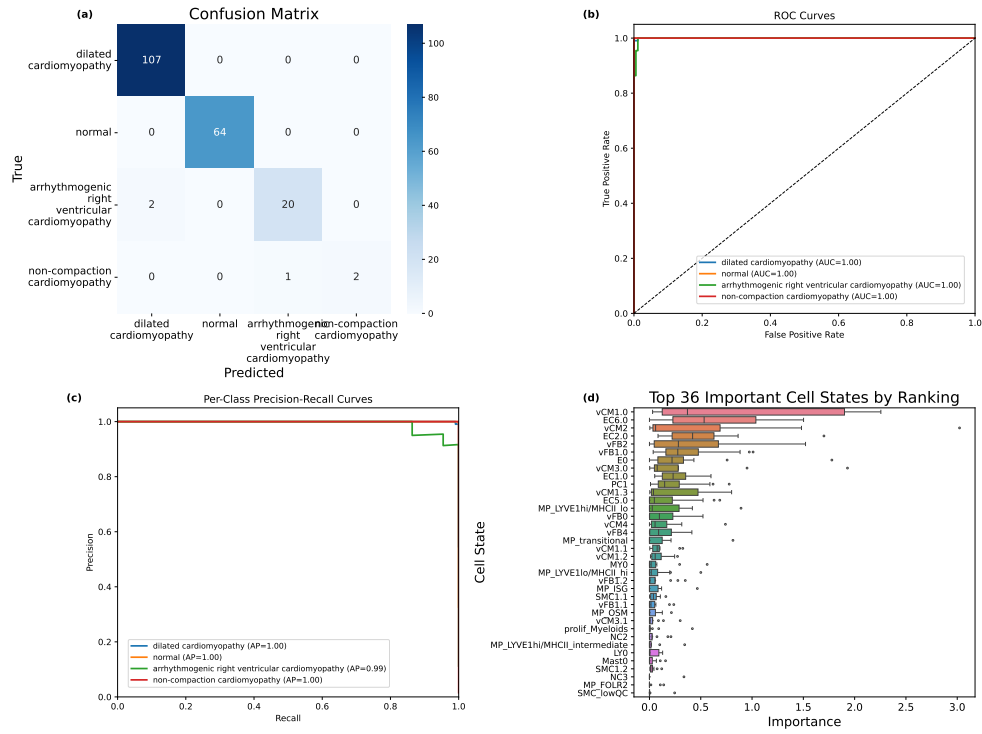 (a)
Confusion Matrix
dilated
cardiomyopathy
normal
arrhythmogenic
right
ventricular
cardiomyopathy
non-compaction
cardiomyopathy
True
107 0 0 0
0 64 0 0
2 0 20 0
0 0 1 2
dilated
cardiomyopathy
normal
arrhythmogenic
right
ventricular
cardiomyopathy
non-compaction
cardiomyopathy
Predicted
100
80
60
40
20
0
(b)
ROC Curves
1.0
0.8
0.6
0.4
0.2
0.0
True Positive Rate
dilated cardiomyopathy (AUC=1.00)
normal (AUC=1.00)
arrhythmogenic right ventricular cardiomyopathy (AUC=1.00)
non-compaction cardiomyopathy (AUC=1.00)
0.0 0.2 0.4 0.6 0.8 1.0
False Positive Rate
(c)
Per-Class Precision-Recall Curves
1.0
0.8
0.6
0.4
0.2
0.0
Precision
dilated cardiomyopathy (AP=1.00)
normal (AP=1.00)
arrhythmogenic right ventricular cardiomyopathy (AP=0.99)
non-compaction cardiomyopathy (AP=1.00)
0.0 0.2 0.4 0.6 0.8 1.0
Recall
(d)
Top 36 Important Cell States by Ranking
Cell State
vCM1.0
EC6.0
vCM2
EC2.0
vFB2
vFB1.0
E0
vCM3.0
EC1.0
PC1
vCM1.3
EC5.0
MP_LYVE1hi/MHCII_lo
vFB0
vCM4
vFB4
MP_transitional
vCM1.1
vCM1.2
MY0
MP_LYVE1lo/MHCII_hi
vFB1.2
MP_ISG
SMC1.1
vFB1.1
MP_OSM
vCM3.1
prolif_Myeloids
NC2
MP_LYVE1hi/MHCII_intermediate
LY0
Mast0
SMC1.2
NC3
MP_FOLR2
SMC_lowQC
0.0 0.5 1.0 1.5 2.0 2.5 3.0
Importance